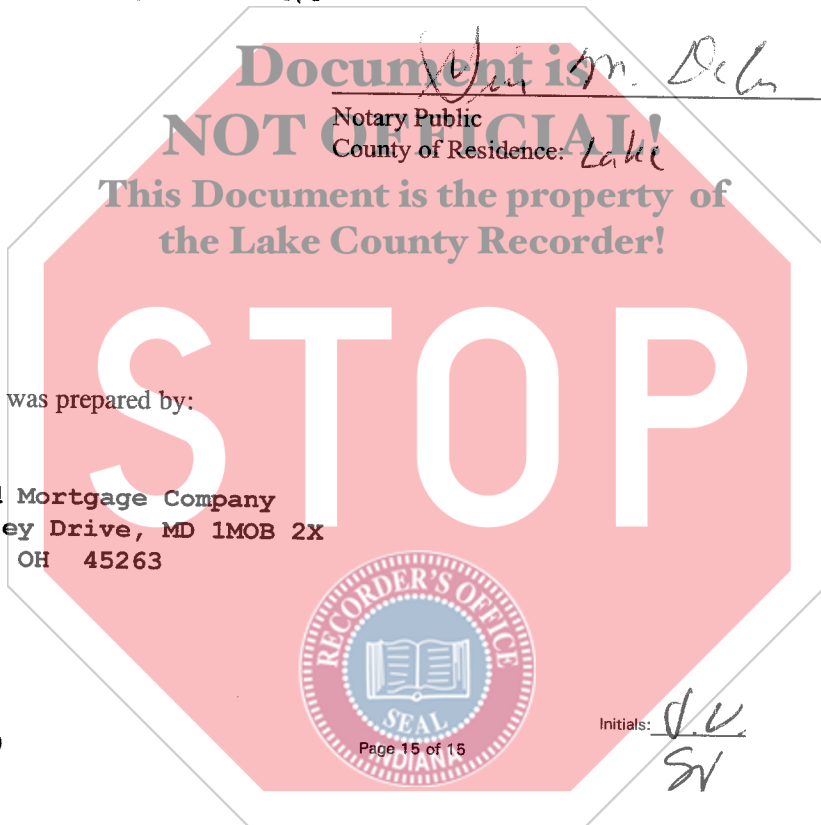 Document is
NOT OFFICIAL!
Notary Public
County of Residence: Lake
This Document is the property of
the Lake County Recorder!
STOP
was prepared by:
Mortgage Company
ey Drive, MD 1MOB 2X
OH 45263
RECORDER'S OFFICE
SEAL
INDIANA
Page 15 of 15
Initials: J.V.
SV